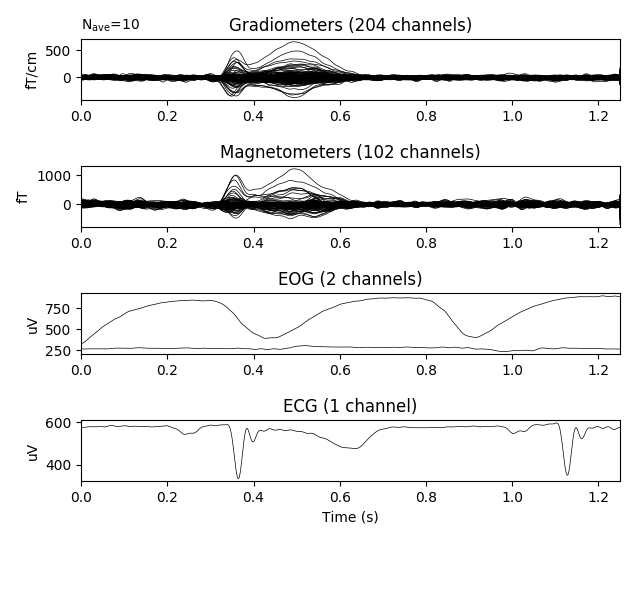 N_ave=10
Gradiometers (204 channels)
fT/cm
500
0
0.0 0.2 0.4 0.6 0.8 1.0 1.2
Magnetometers (102 channels)
fT
1000
0
0.0 0.2 0.4 0.6 0.8 1.0 1.2
EOG (2 channels)
uV
750
500
250
0.0 0.2 0.4 0.6 0.8 1.0 1.2
ECG (1 channel)
uV
600
400
0.0 0.2 0.4 0.6 0.8 1.0 1.2
Time (s)